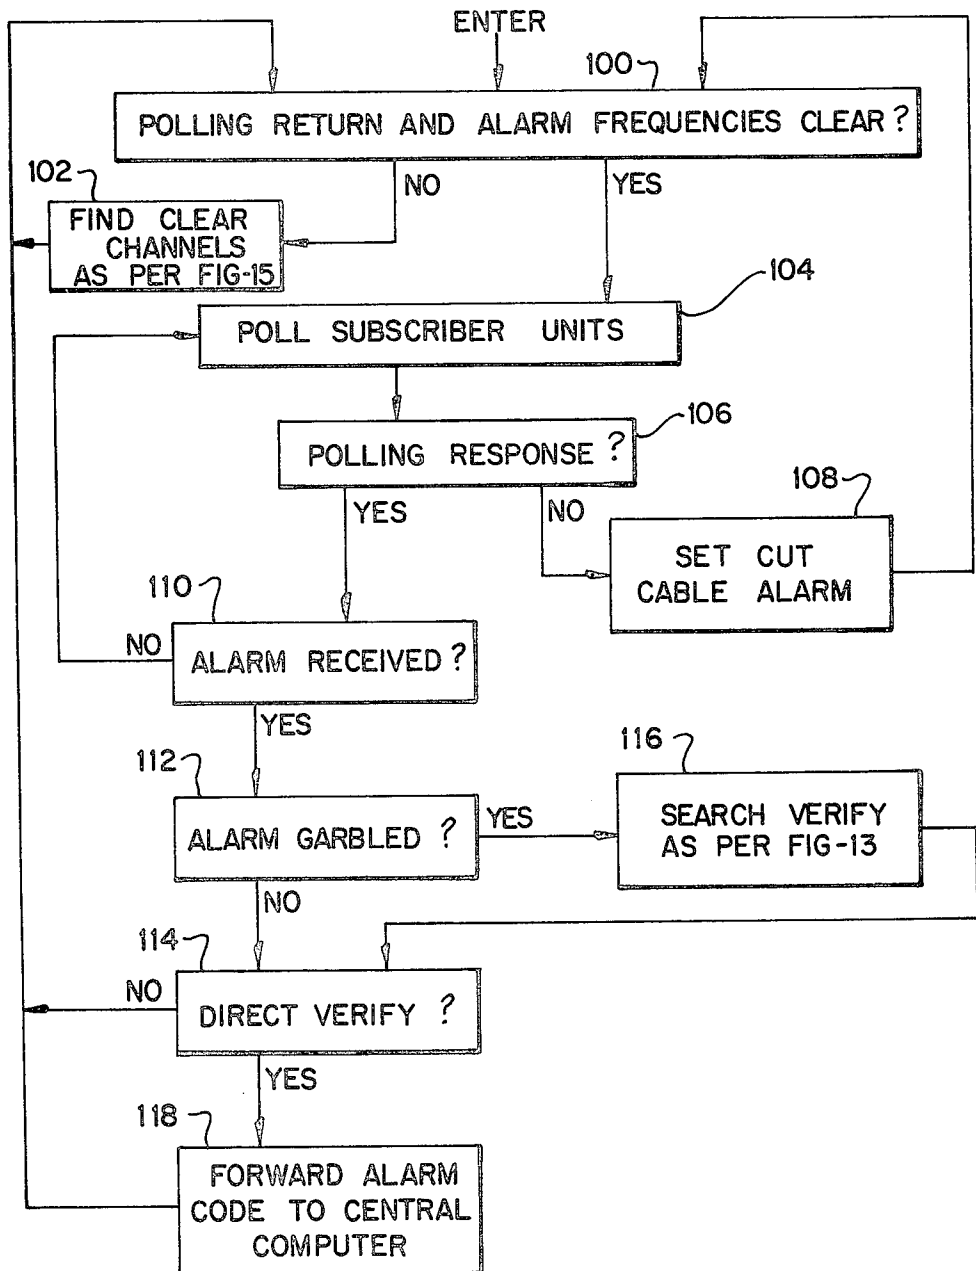 ENTER
100
POLLING RETURN AND ALARM FREQUENCIES CLEAR ?
102
NO
YES
FIND CLEAR
CHANNELS
AS PER FIG-15
104
POLL SUBSCRIBER UNITS
106
POLLING RESPONSE ?
YES
NO
108
SET CUT
CABLE ALARM
110
NO
ALARM RECEIVED ?
YES
112
116
ALARM GARBLED ?
YES
SEARCH VERIFY
AS PER FIG-13
NO
114
NO
DIRECT VERIFY ?
YES
118
FORWARD ALARM
CODE TO CENTRAL
COMPUTER